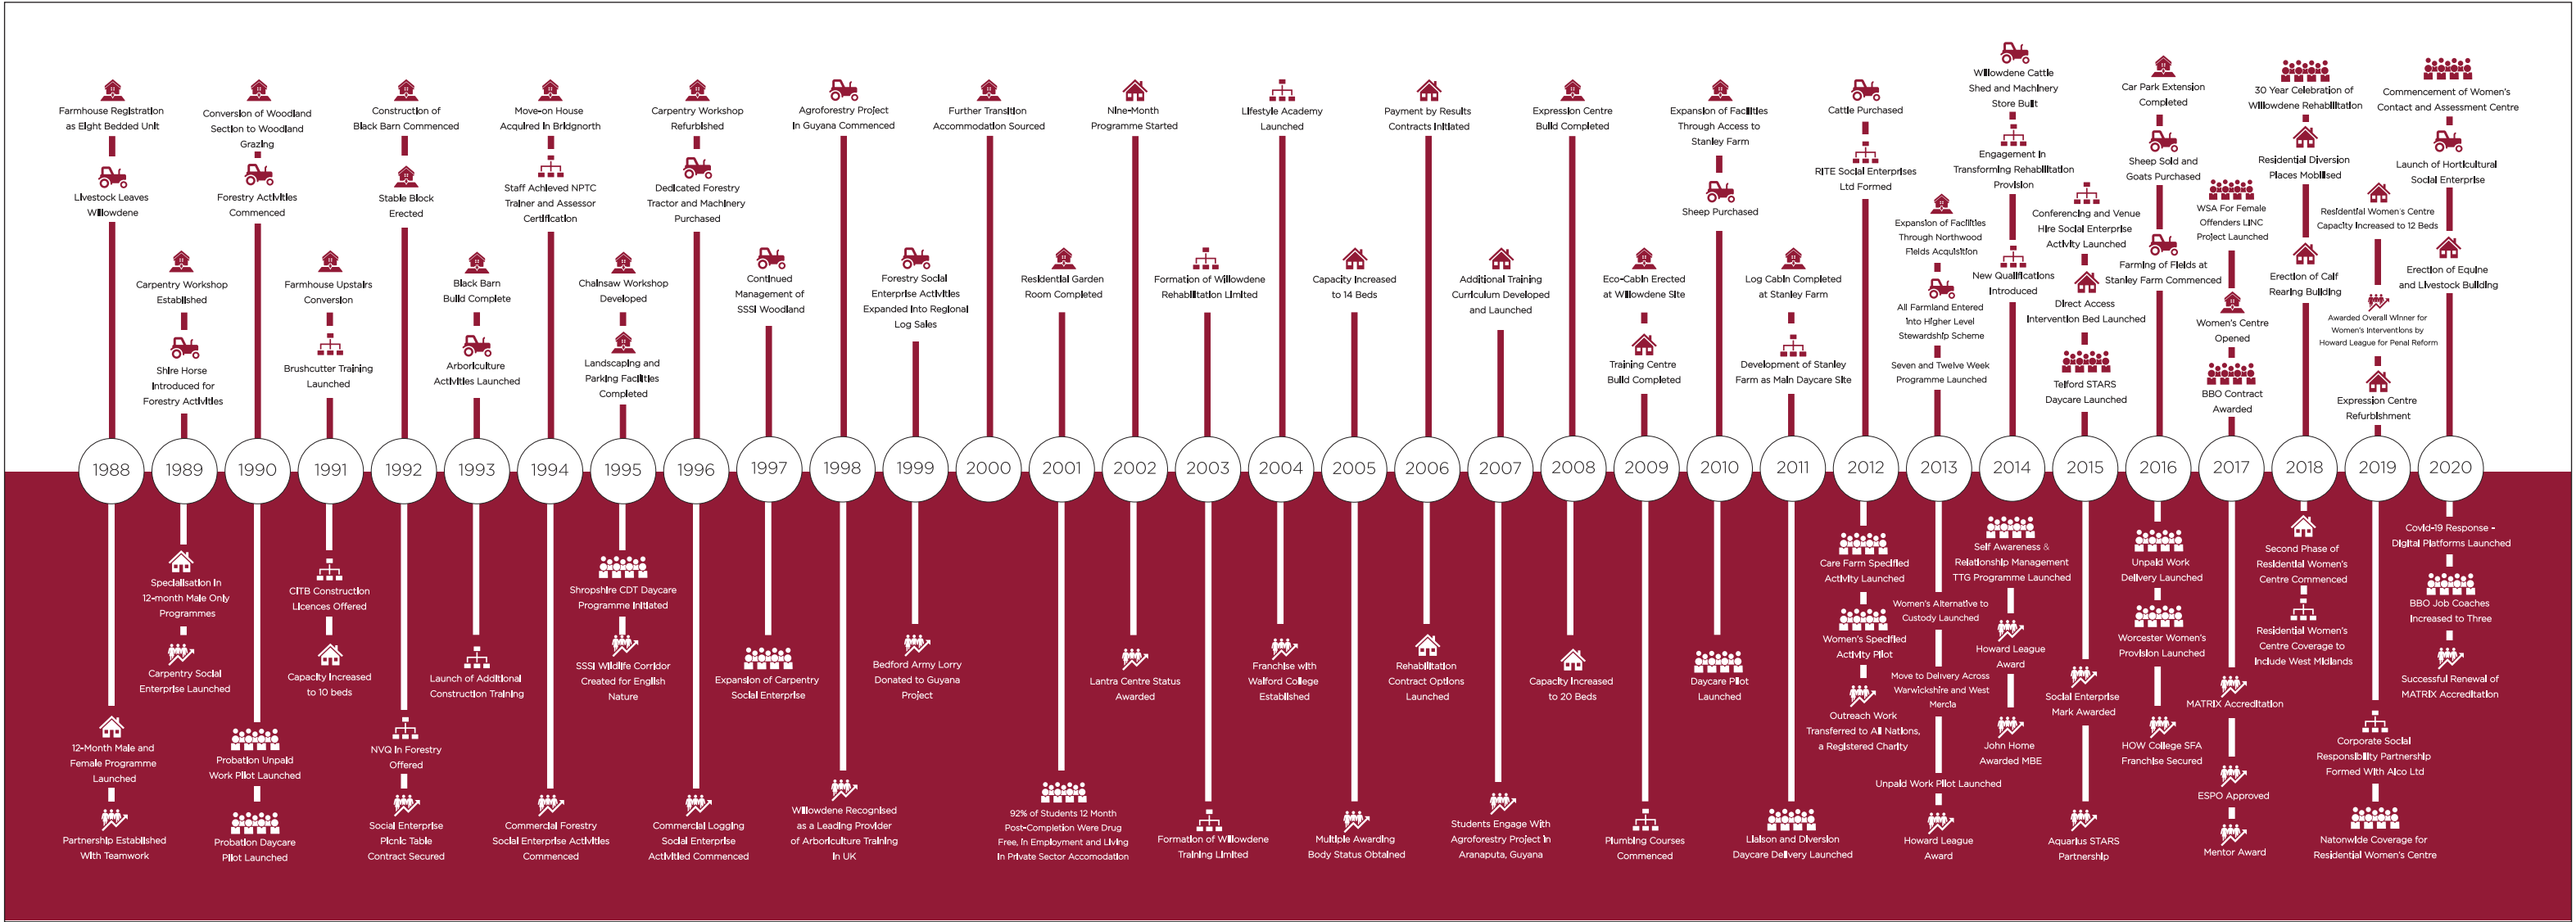 Farmhouse Registration
as Eight Bedded Unit
Livestock Leaves
Willowdene
Carpentry Workshop
Established
Shire Horse
Introduced for
Forestry Activities
Conversion of Woodland
Section to Woodland
Grazing
Forestry Activities
Commenced
Farmhouse Upstairs
Conversion
Brushcutter Training
Launched
Construction of
Black Barn Commenced
Stable Block
Erected
Black Barn
Build Complete
Arboriculture
Activities Launched
Move-on House
Acquired in Bridgnorth
Staff Achieved NPTC
Trainer and Assessor
Certification
Chainsaw Workshop
Developed
Landscaping and
Parking Facilities
Completed
Carpentry Workshop
Refurbished
Dedicated Forestry
Tractor and Machinery
Purchased
Continued
Management of
SSSI Woodland
Agroforestry Project
in Guyana Commenced
Forestry Social
Enterprise Activities
Expanded into Regional
Log Sales
Further Transition
Accommodation Sourced
Residential Garden
Room Completed
Nine-Month
Programme Started
Formation of Willowdene
Rehabilitation Limited
Lifestyle Academy
Launched
Capacity Increased
to 14 Beds
Payment by Results
Contracts Initiated
Additional Training
Curriculum Developed
and Launched
Expression Centre
Build Completed
Eco-Cabin Erected
at Willowdene Site
Training Centre
Build Completed
Expansion of Facilities
Through Access to
Stanley Farm
Sheep Purchased
Log Cabin Completed
at Stanley Farm
Development of Stanley
Farm as Main Daycare Site
Cattle Purchased
RITE Social Enterprises
Ltd Formed
Expansion of Facilities
Through Northwood
Fields Acquisition
All Farmland Entered
into Higher Level
Stewardship Scheme
Seven and Twelve Week
Programme Launched
Willowdene Cattle
Shed and Machinery
Store Built
Engagement in
Transforming Rehabilitation
Provision
New Qualifications
Introduced
Conferencing and Venue
Hire Social Enterprise
Activity Launched
Direct Access
Intervention Bed Launched
Telford STARS
Daycare Launched
Car Park Extension
Completed
Sheep Sold and
Goats Purchased
Farming of Fields at
Stanley Farm Commenced
WSA For Female
Offenders LINC
Project Launched
Women's Centre
Opened
BBO Contract
Awarded
30 Year Celebration of
Willowdene Rehabilitation
Residential Diversion
Places Mobilised
Erection of Calf
Rearing Building
Residential Women's Centre
Capacity Increased to 12 Beds
Awarded Overall Winner for
Women's Interventions by
Howard League for Penal Reform
Expression Centre
Refurbishment
Commencement of Women's
Contact and Assessment Centre
Launch of Horticultural
Social Enterprise
Erection of Equine
and Livestock Building
1988
1989
1990
1991
1992
1993
1994
1995
1996
1997
1998
1999
2000
2001
2002
2003
2004
2005
2006
2007
2008
2009
2010
2011
2012
2013
2014
2015
2016
2017
2018
2019
2020
12-Month Male and
Female Programme
Launched
Partnership Established
With Teamwork
Specialisation in
12-month Male Only
Programmes
Carpentry Social
Enterprise Launched
Probation Unpaid
Work Pilot Launched
Probation Daycare
Pilot Launched
CITB Construction
Licences Offered
Capacity Increased
to 10 beds
NVQ in Forestry
Offered
Social Enterprise
Picnic Table
Contract Secured
Launch of Additional
Construction Training
Commercial Forestry
Social Enterprise Activities
Commenced
Shropshire CDT Daycare
Programme Initiated
SSSI Wildlife Corridor
Created for English
Nature
Commercial Logging
Social Enterprise
Activitied Commenced
Expansion of Carpentry
Social Enterprise
Willowdene Recognised
as a Leading Provider
of Arboriculture Training
in UK
Bedford Army Lorry
Donated to Guyana
Project
92% of Students 12 Month
Post-Completion Were Drug
Free, in Employment and Living
in Private Sector Accomodation
Lantra Centre Status
Awarded
Formation of Willowdene
Training Limited
Franchise with
Walford College
Established
Multiple Awarding
Body Status Obtained
Rehabilitation
Contract Options
Launched
Students Engage With
Agroforestry Project in
Aranaputa, Guyana
Capacity Increased
to 20 Beds
Plumbing Courses
Commenced
Daycare Pilot
Launched
Liaison and Diversion
Daycare Delivery Launched
Care Farm Specified
Activity Launched
Women's Specified
Activity Pilot
Outreach Work
Transferred to All Nations,
a Registered Charity
Women's Alternative to
Custody Launched
Move to Delivery Across
Warwickshire and West
Mercia
Unpaid Work Pilot Launched
Howard League
Award
Self Awareness &
Relationship Management
TTG Programme Launched
Howard League
Award
John Home
Awarded MBE
Social Enterprise
Mark Awarded
Aquarius STARS
Partnership
Unpaid Work
Delivery Launched
Worcester Women's
Provision Launched
HOW College SFA
Franchise Secured
MATRIX Accreditation
ESPO Approved
Mentor Award
Second Phase of
Residential Women's
Centre Commenced
Residential Women's
Centre Coverage to
Include West Midlands
Corporate Social
Responsibility Partnership
Formed With Alco Ltd
Nationwide Coverage for
Residential Women's Centre
Covid-19 Response -
Digital Platforms Launched
BBO Job Coaches
Increased to Three
Successful Renewal of
MATRIX Accreditation